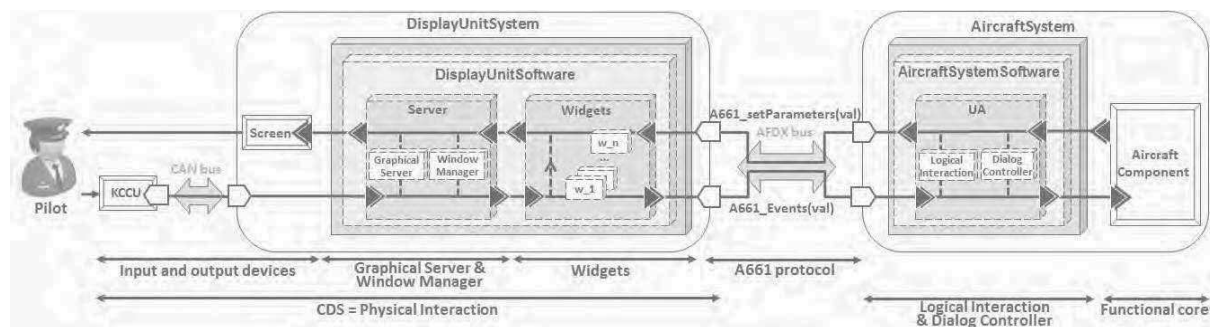 DisplayUnitSystem
AircraftSystem
DisplayUnitSoftware
AircraftSystemSoftware
Server
Widgets
UA
A661_setParameters(val)
Screen
AFDX bus
w_n
...
w_1
Graphical
Server
Window
Manager
Logical
Interaction
Dialog
Controller
Aircraft
Component
CAN bus
KCCU
Pilot
A661_Events(val)
Input and output devices
Graphical Server &
Window Manager
Widgets
A661 protocol
CDS = Physical Interaction
Logical Interaction
& Dialog Controller
Functional core